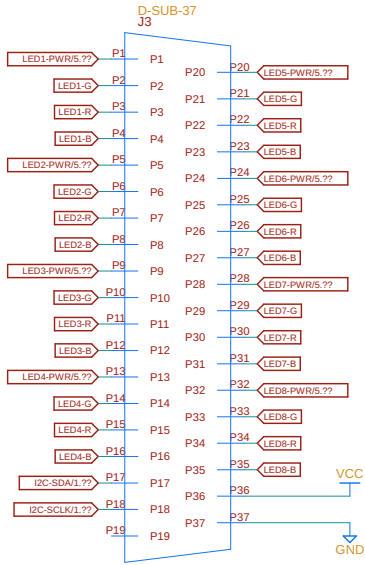 D-SUB-37
J3
LED1-PWR/5.?? P1 P1
LED1-G P2 P2
LED1-R P3 P3
LED1-B P4 P4
LED2-PWR/5.?? P5 P5
LED2-G P6 P6
LED2-R P7 P7
LED2-B P8 P8
LED3-PWR/5.?? P9 P9
LED3-G P10 P10
LED3-R P11 P11
LED3-B P12 P12
LED4-PWR/5.?? P13 P13
LED4-G P14 P14
LED4-R P15 P15
LED4-B P16 P16
I2C-SDA/1.?? P17 P17
I2C-SCLK/1.?? P18 P18
P19 P19
P20 P20 LED5-PWR/5.??
P21 P21 LED5-G
P22 P22 LED5-R
P23 P23 LED5-B
P24 P24 LED6-PWR/5.??
P25 P25 LED6-G
P26 P26 LED6-R
P27 P27 LED6-B
P28 P28 LED7-PWR/5.??
P29 P29 LED7-G
P30 P30 LED7-R
P31 P31 LED7-B
P32 P32 LED8-PWR/5.??
P33 P33 LED8-G
P34 P34 LED8-R
P35 P35 LED8-B
P36 P36 VCC
P37 P37 GND